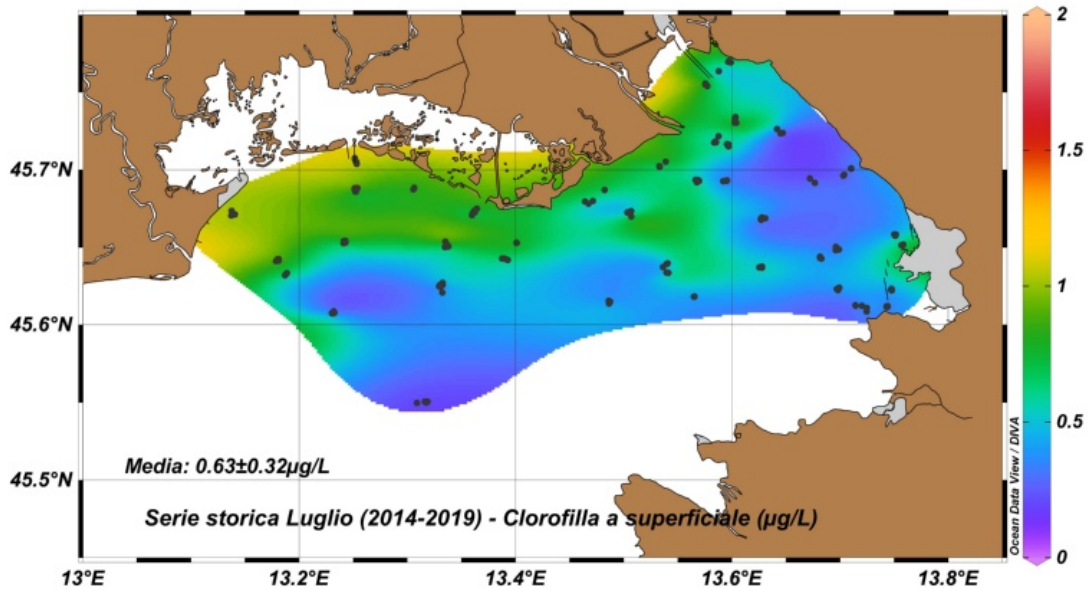 2
1.5
1
0.5
0
45.7°N
45.6°N
45.5°N
Media: 0.63±0.32µg/L
Serie storica Luglio (2014-2019) - Clorofilla a superficiale (µg/L)
Ocean Data View / DIVA
13°E
13.2°E
13.4°E
13.6°E
13.8°E